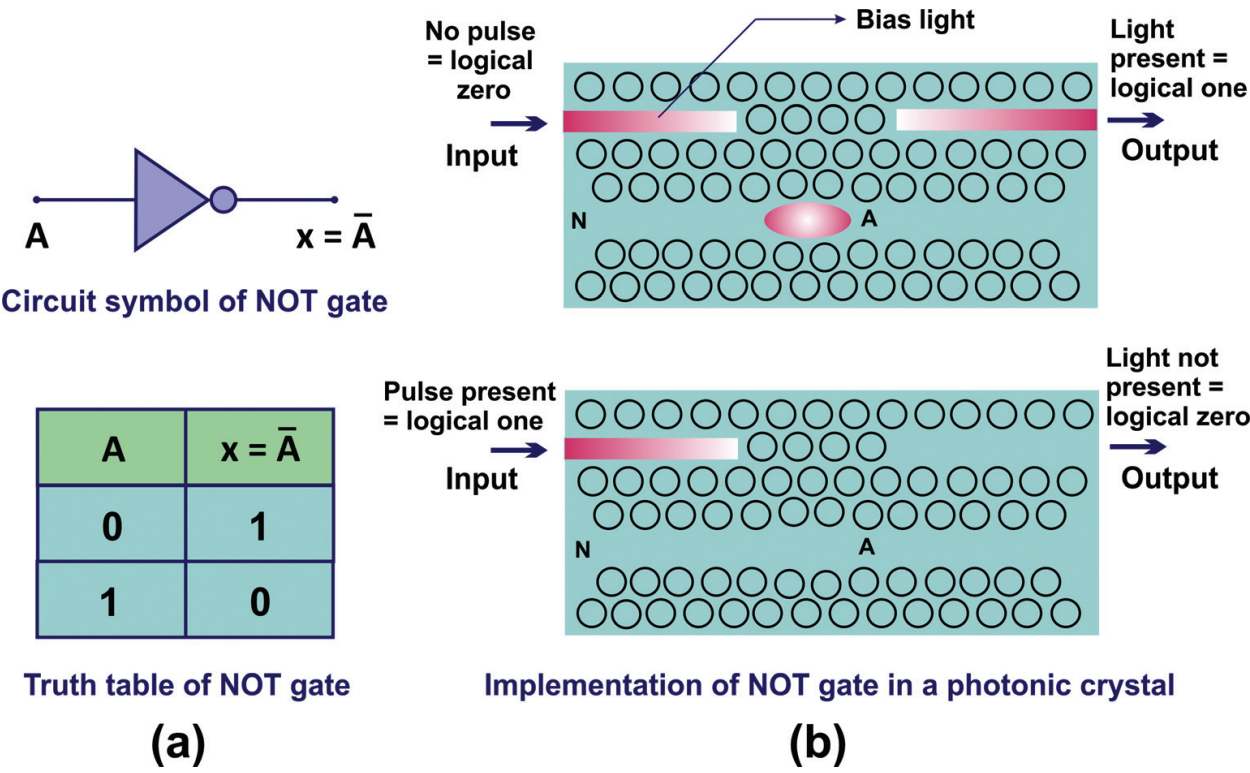 A
x = A̅
Circuit symbol of NOT gate
A
x = A̅
0
1
1
0
Truth table of NOT gate
(a)
No pulse
= logical
zero
Input
Bias light
Light
present =
logical one
Output
N
A
Pulse present
= logical one
Input
Light not
present =
logical zero
Output
N
A
Implementation of NOT gate in a photonic crystal
(b)